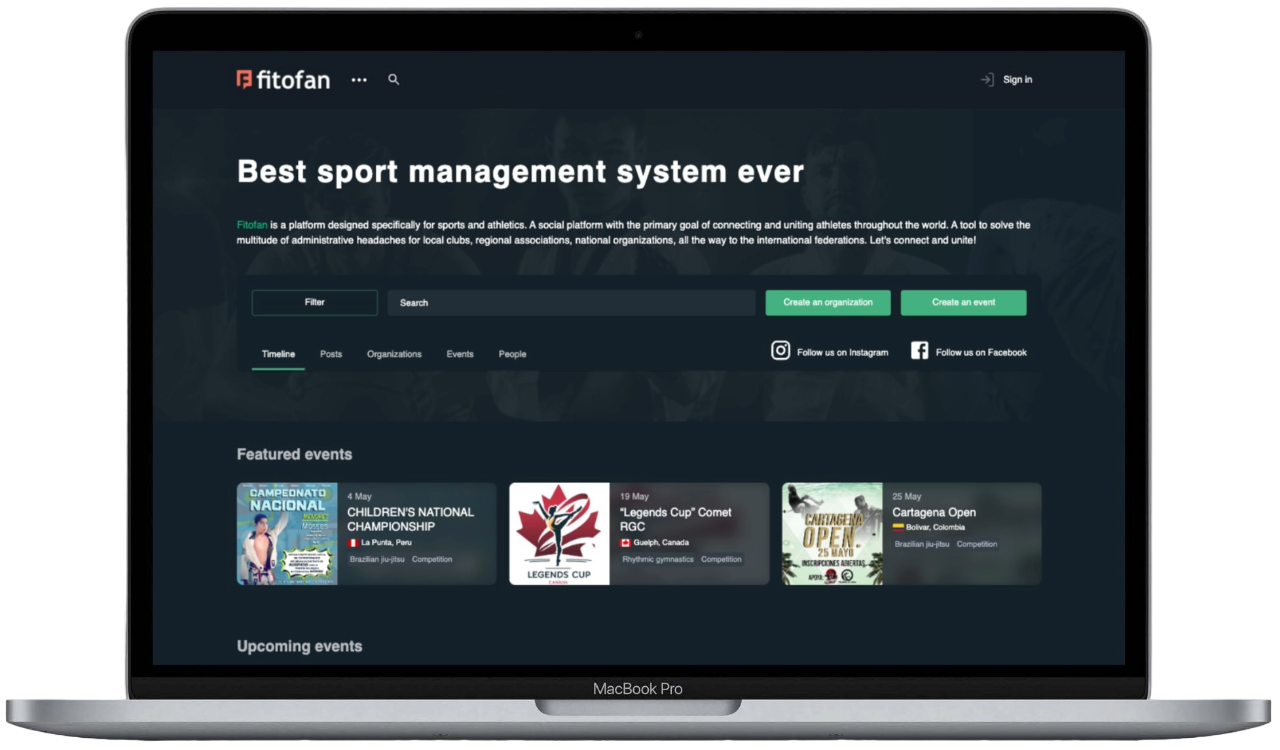 fitofan
Sign in
Best sport management system ever
Fitofan is a platform designed specifically for sports and athletics. A social platform with the primary goal of connecting and uniting athletes throughout the world. A tool to solve the
multitude of administrative headaches for local clubs, regional associations, national organizations, all the way to the international federations. Let's connect and unite!
Filter
Search
Create an organization
Create an event
Timeline
Posts
Organizations
Events
People
Follow us on Instagram
Follow us on Facebook
Featured events
CAMPEONATO
NACIONAL
4 May
CHILDREN'S NATIONAL
CHAMPIONSHIP
La Punta, Peru
Brazilian jiu-jitsu
Competition
LEGENDS CUP
CANADA
19 May
“Legends Cup” Comet
RGC
Guelph, Canada
Rhythmic gymnastics
Competition
CARTAGENA
OPEN
25 MAYO
INSCRIPCIONES ABIERTAS
APOYA:
25 May
Cartagena Open
Bolivar, Colombia
Brazilian jiu-jitsu
Competition
Upcoming events
MacBook Pro